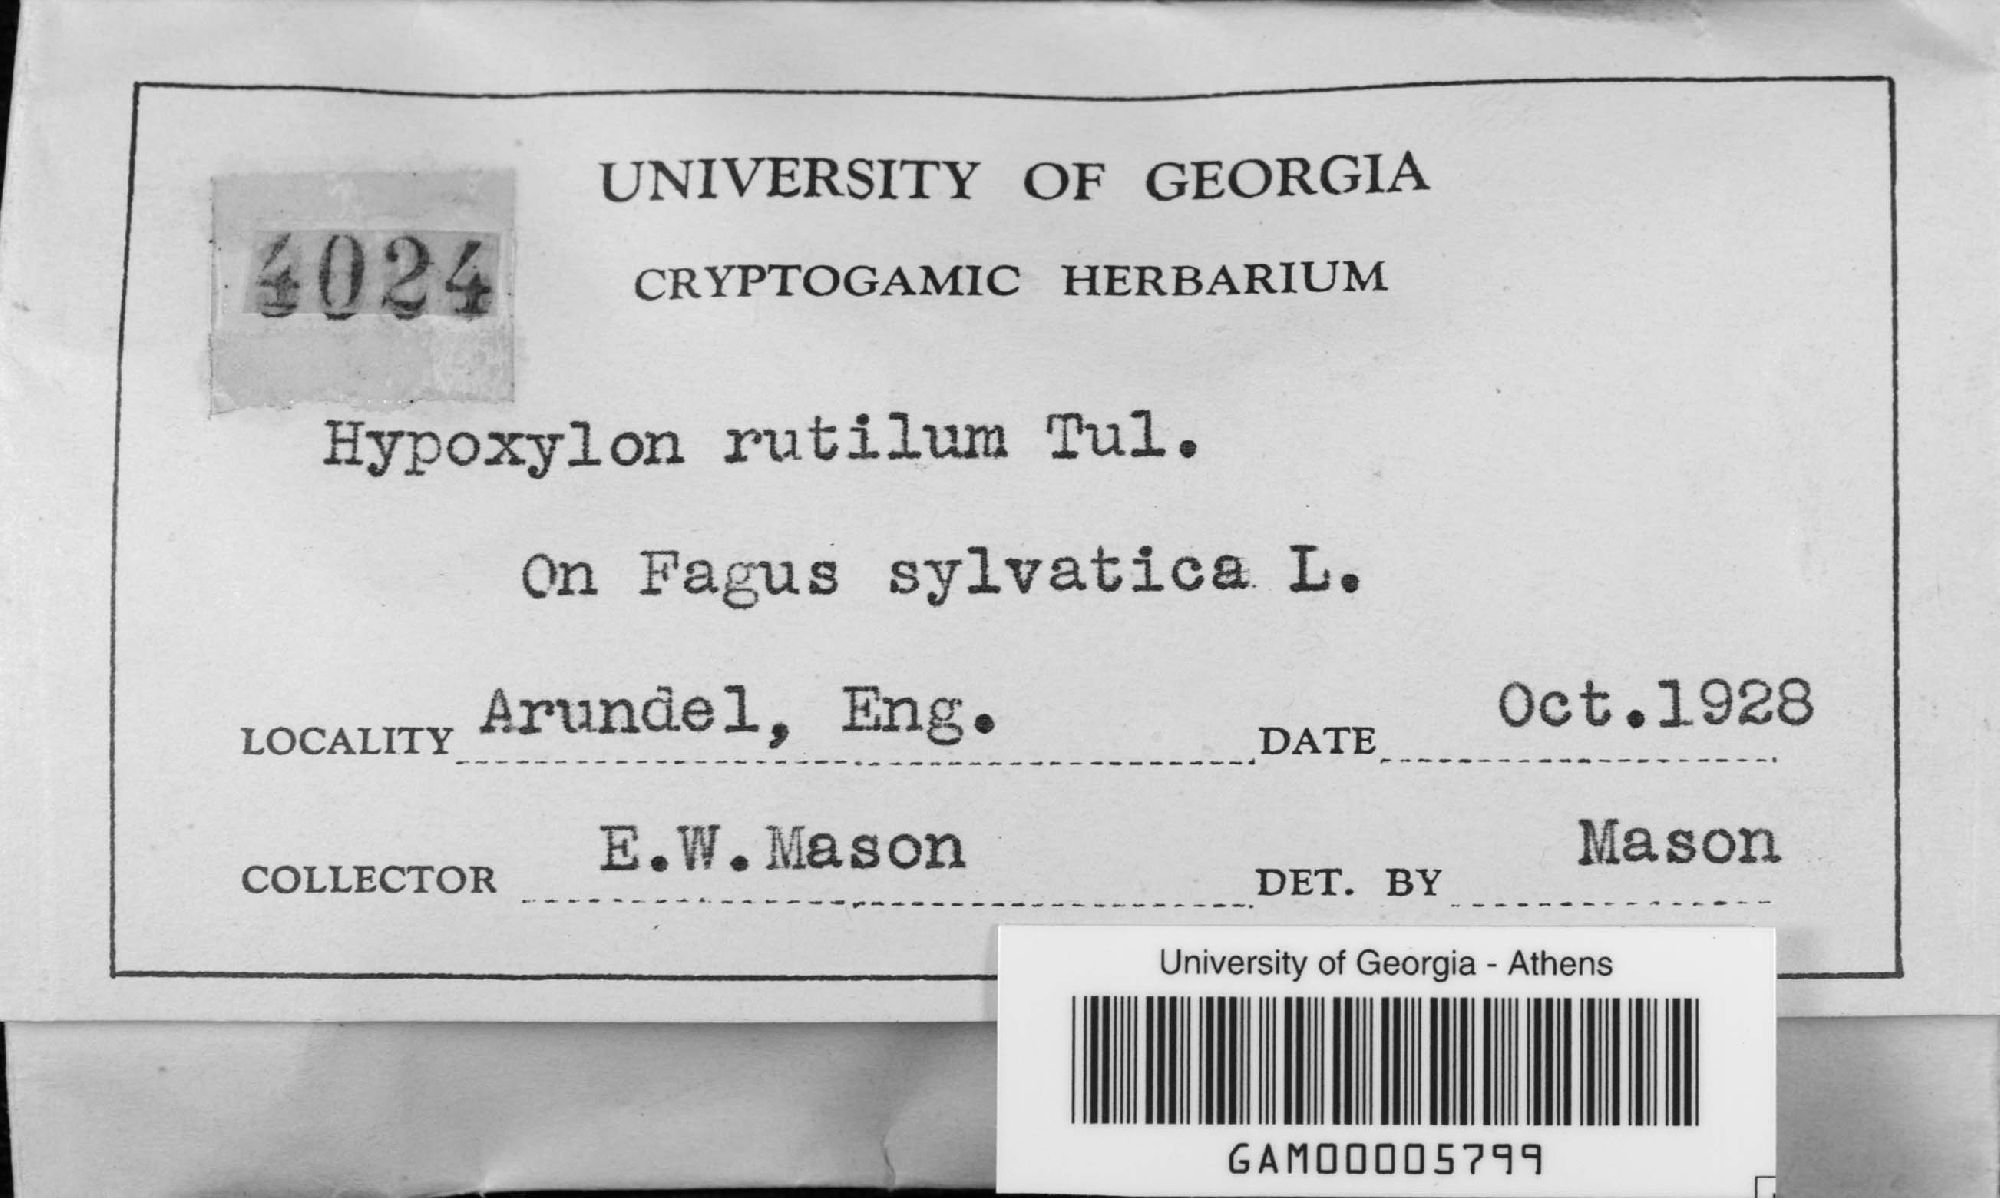 UNIVERSITY OF GEORGIA
4024
CRYPTOGAMIC HERBARIUM
Hypoxylon rutilum Tul.
On Fagus sylvatica L.
LOCALITY Arundel, Eng. DATE Oct.1928
COLLECTOR E.W.Mason DET. BY Mason
University of Georgia - Athens
GAM00005799